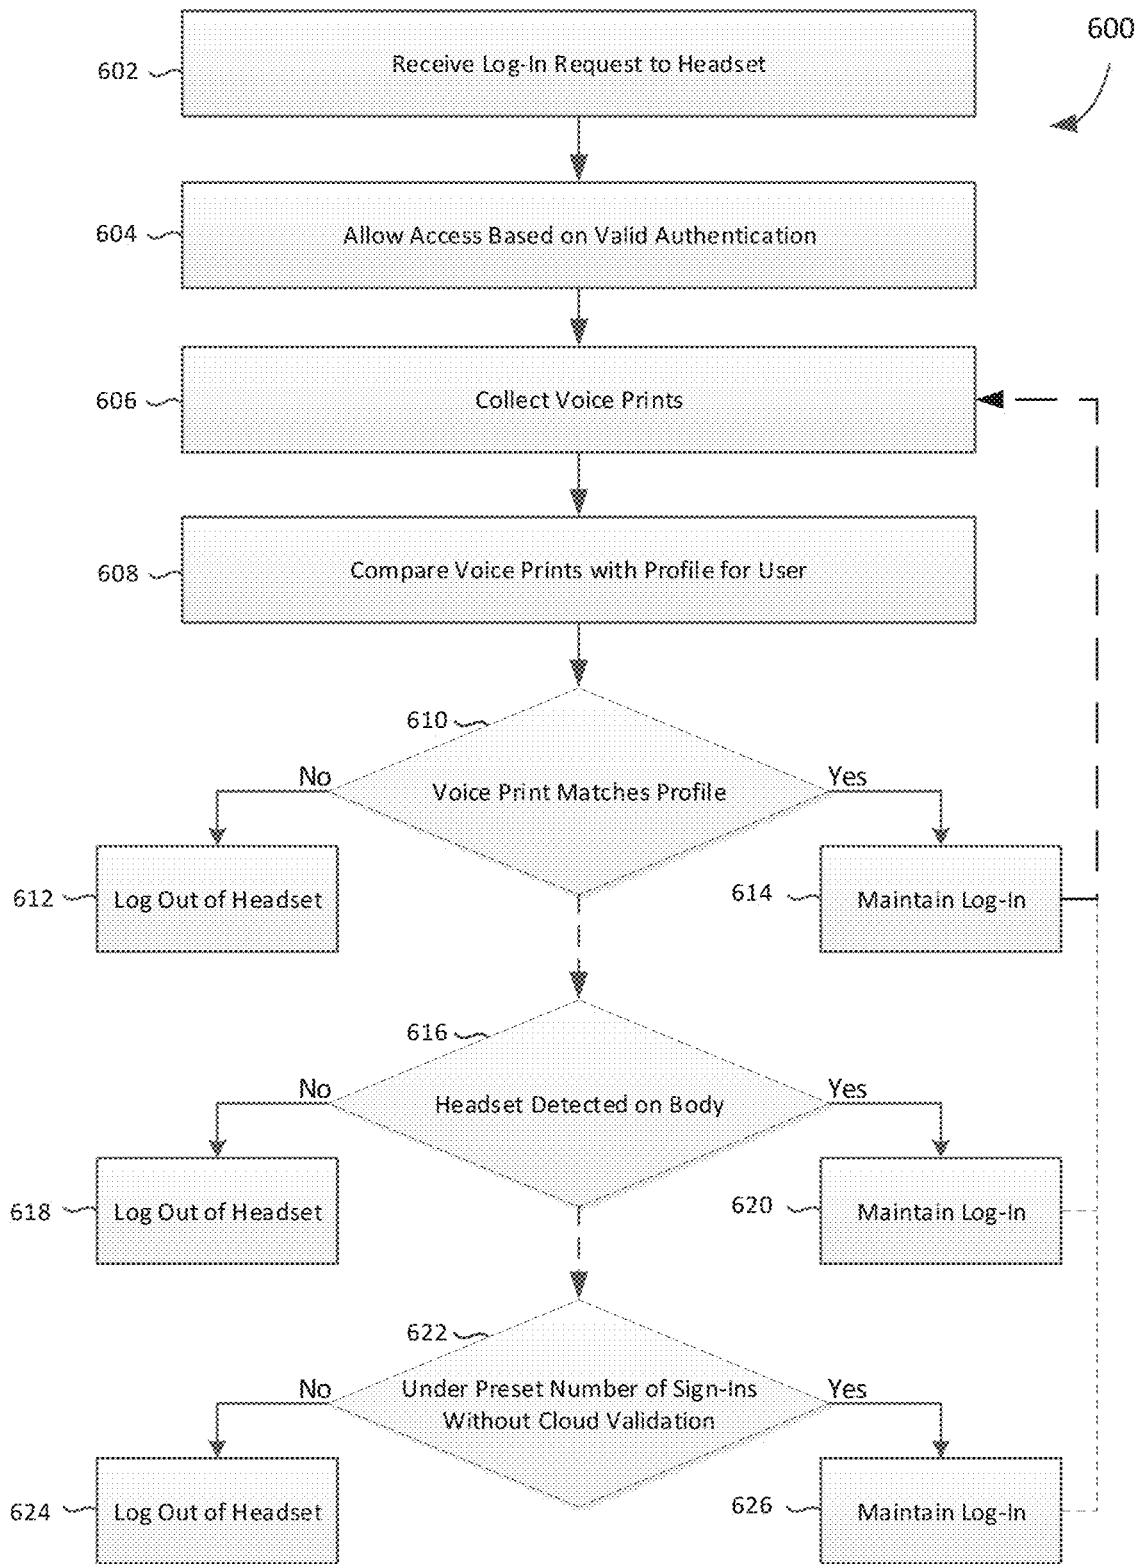 600
602
Receive Log-In Request to Headset
604
Allow Access Based on Valid Authentication
606
Collect Voice Prints
608
Compare Voice Prints with Profile for User
610
No
Voice Print Matches Profile
Yes
612
Log Out of Headset
614
Maintain Log-In
616
No
Headset Detected on Body
Yes
618
Log Out of Headset
620
Maintain Log-In
622
No
Under Preset Number of Sign-Ins
Without Cloud Validation
Yes
624
Log Out of Headset
626
Maintain Log-In